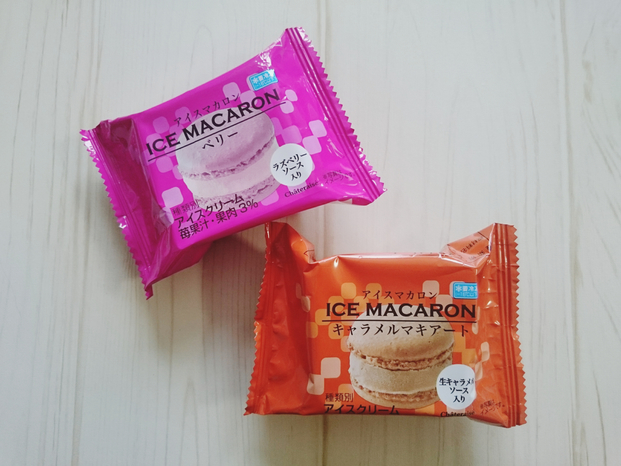 アイスマカロン
ICE MACARON
ベリー
ラズベリー
ソース
入り
種類別
アイスクリーム
苺果汁・果肉 3%
Châteraisé
アイスマカロン
ICE MACARON
キャラメルマキアート
生キャラメル
ソース
入り
種類別
アイスクリーム